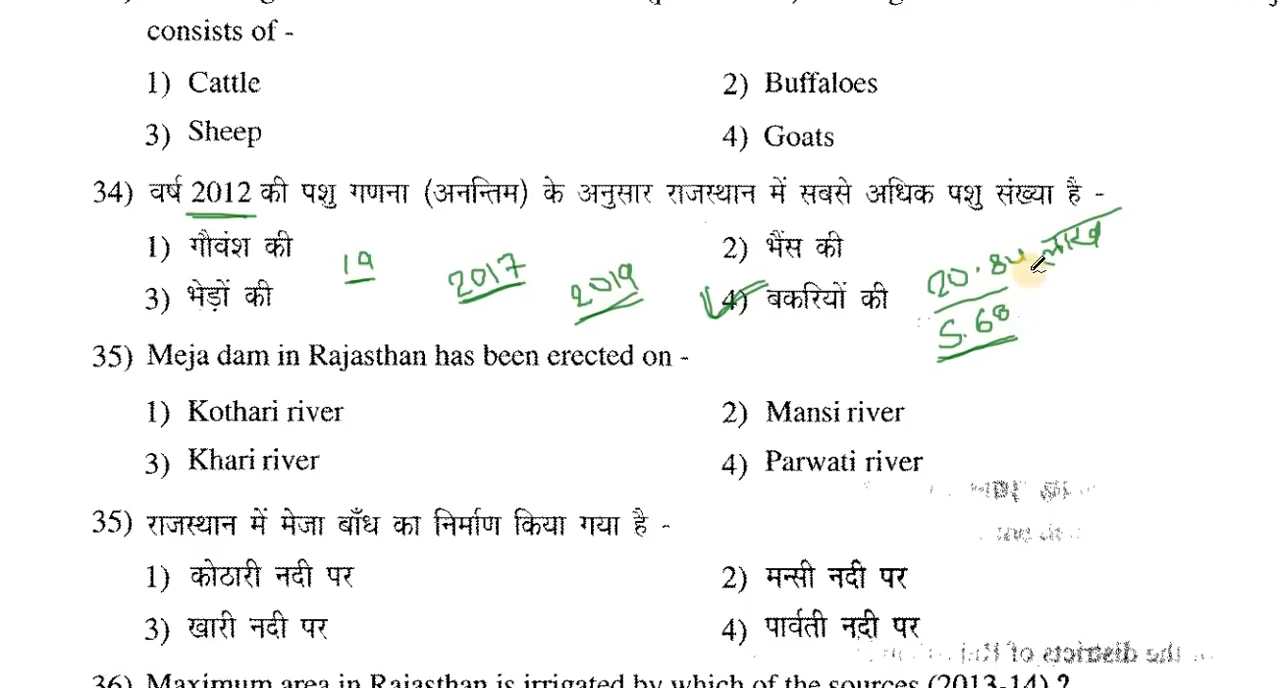 consists of -
1) Cattle 2) Buffaloes
3) Sheep 4) Goats
34) वर्ष 2012 की पशु गणना (अनन्तिम) के अनुसार राजस्थान में सबसे अधिक पशु संख्या है -
1) गौवंश की 2) भैंस की
19 2017 2019 20.84 लाख
3) भेड़ों की 4) बकरियों की
5.68
35) Meja dam in Rajasthan has been erected on -
1) Kothari river 2) Mansi river
3) Khari river 4) Parwati river
35) राजस्थान में मेजा बाँध का निर्माण किया गया है -
1) कोठारी नदी पर 2) मन्सी नदी पर
3) खारी नदी पर 4) पार्वती नदी पर
36) Maximum area in Rajasthan is irrigated by which of the sources (2013-14) ?